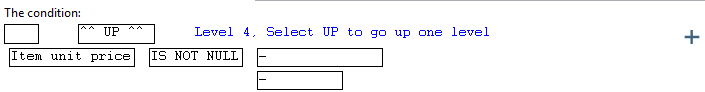 The condition:
^^ UP ^^ Level 4, Select UP to go up one level
Item unit price IS NOT NULL –
–